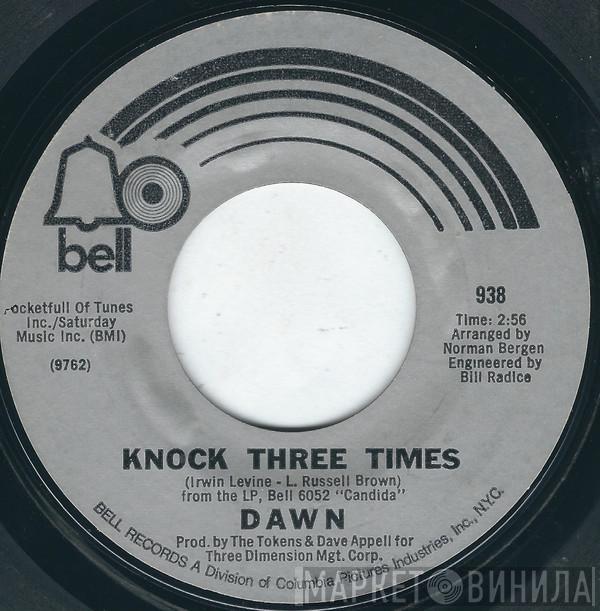 bell
ocketfull Of Tunes
Inc./Saturday
Music Inc. (BMI)
(9762)
938
Time: 2:56
Arranged by
Norman Bergen
Engineered by
Bill Radice
KNOCK THREE TIMES
(Irwin Levine - L. Russell Brown)
from the LP, Bell 6052 "Candida"
DAWN
Prod. by The Tokens & Dave Appell for
Three Dimension Mgt. Corp.
BELL RECORDS A Division of Columbia Pictures Industries, Inc., N.Y.C.
МАРКЕТ ВИНИЛА